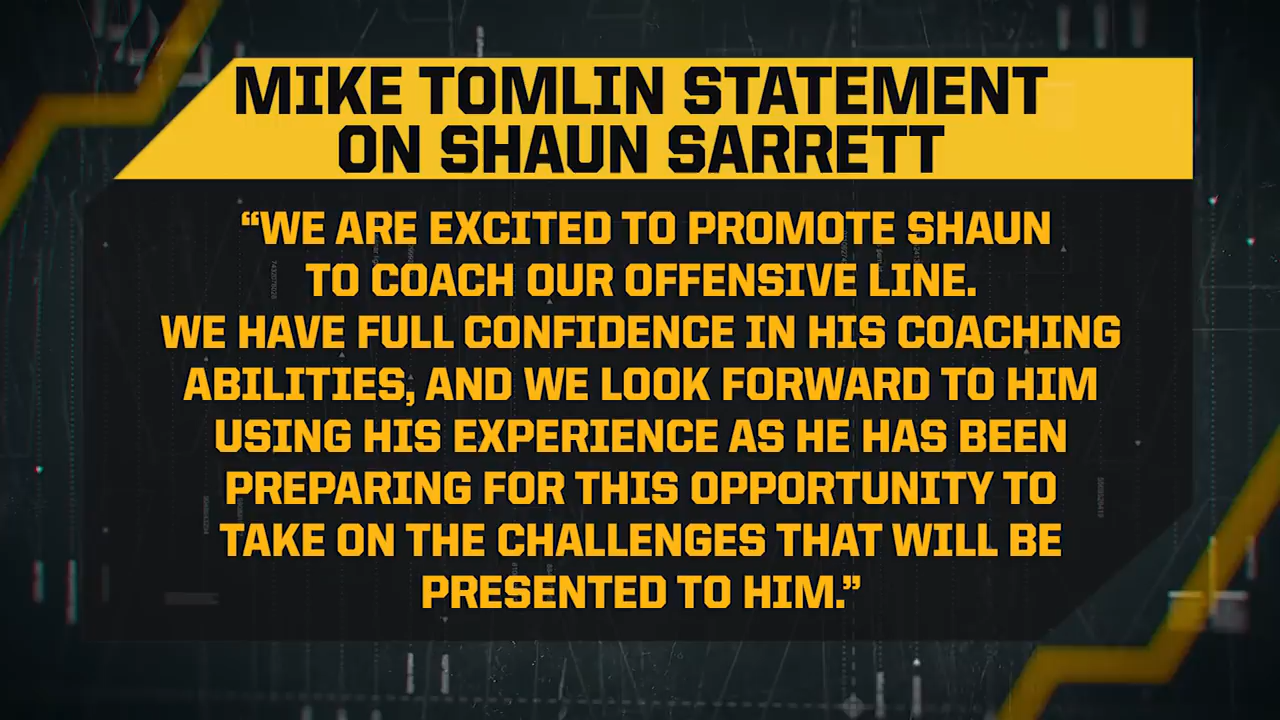 MIKE TOMLIN STATEMENT
ON SHAUN SARRETT
“WE ARE EXCITED TO PROMOTE SHAUN
TO COACH OUR OFFENSIVE LINE.
WE HAVE FULL CONFIDENCE IN HIS COACHING
ABILITIES, AND WE LOOK FORWARD TO HIM
USING HIS EXPERIENCE AS HE HAS BEEN
PREPARING FOR THIS OPPORTUNITY TO
TAKE ON THE CHALLENGES THAT WILL BE
PRESENTED TO HIM.”